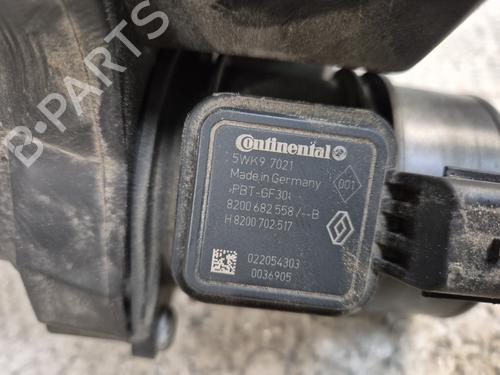 B-PARTS
Continental
5WK9 7021
Made in Germany
001
>PBT-GF30<
8200 682 558/--B
H 8200 702 517
022054303
0036905